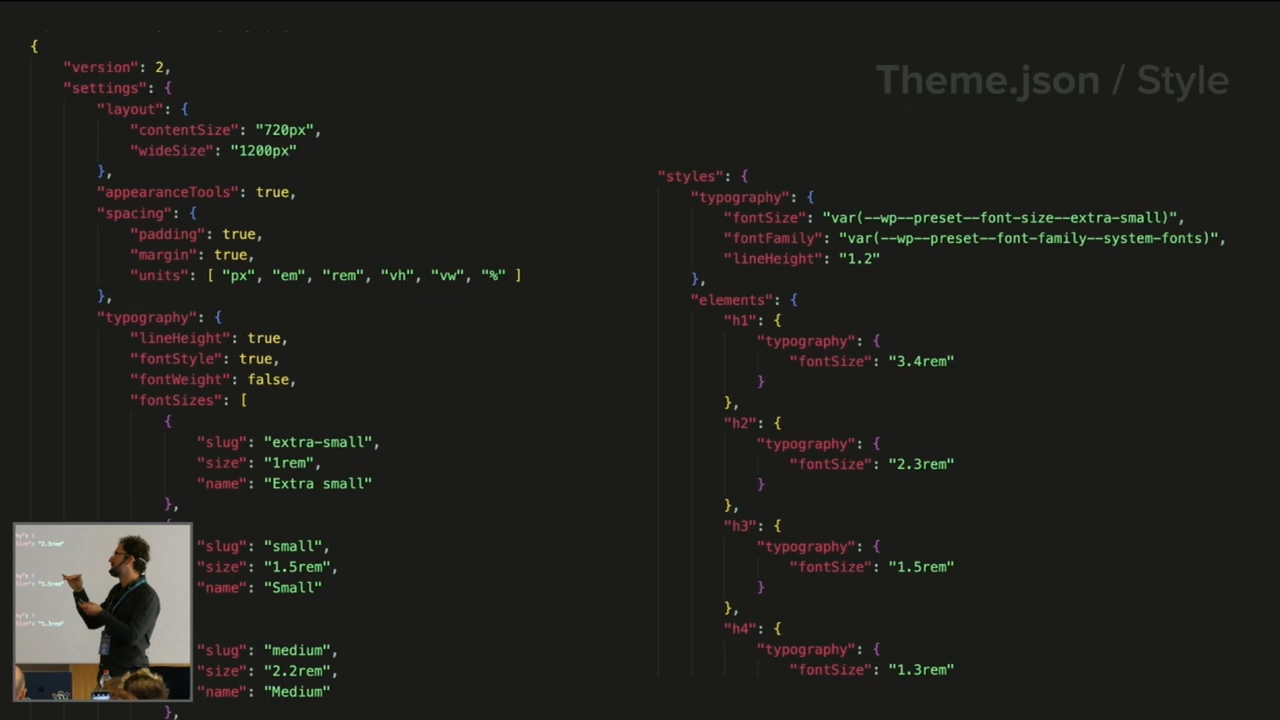 Theme.json / Style
{
"version": 2,
"settings": {
"layout": {
"contentSize": "720px",
"wideSize": "1200px"
},
"appearanceTools": true,
"spacing": {
"padding": true,
"margin": true,
"units": [ "px", "em", "rem", "vh", "vw", "%" ]
},
"typography": {
"lineHeight": true,
"fontStyle": true,
"fontWeight": false,
"fontSizes": [
{
"slug": "extra-small",
"size": "1rem",
"name": "Extra small"
},
{
"slug": "small",
"size": "1.5rem",
"name": "Small"
"slug": "medium",
"size": "2.2rem",
"name": "Medium"
},
"styles": {
"typography": {
"fontSize": "var(--wp--preset--font-size--extra-small)",
"fontFamily": "var(--wp--preset--font-family--system-fonts)",
"lineHeight": "1.2"
},
"elements": {
"h1": {
"typography": {
"fontSize": "3.4rem"
}
},
"h2": {
"typography": {
"fontSize": "2.3rem"
}
},
"h3": {
"typography": {
"fontSize": "1.5rem"
}
},
"h4": {
"typography": {
"fontSize": "1.3rem"